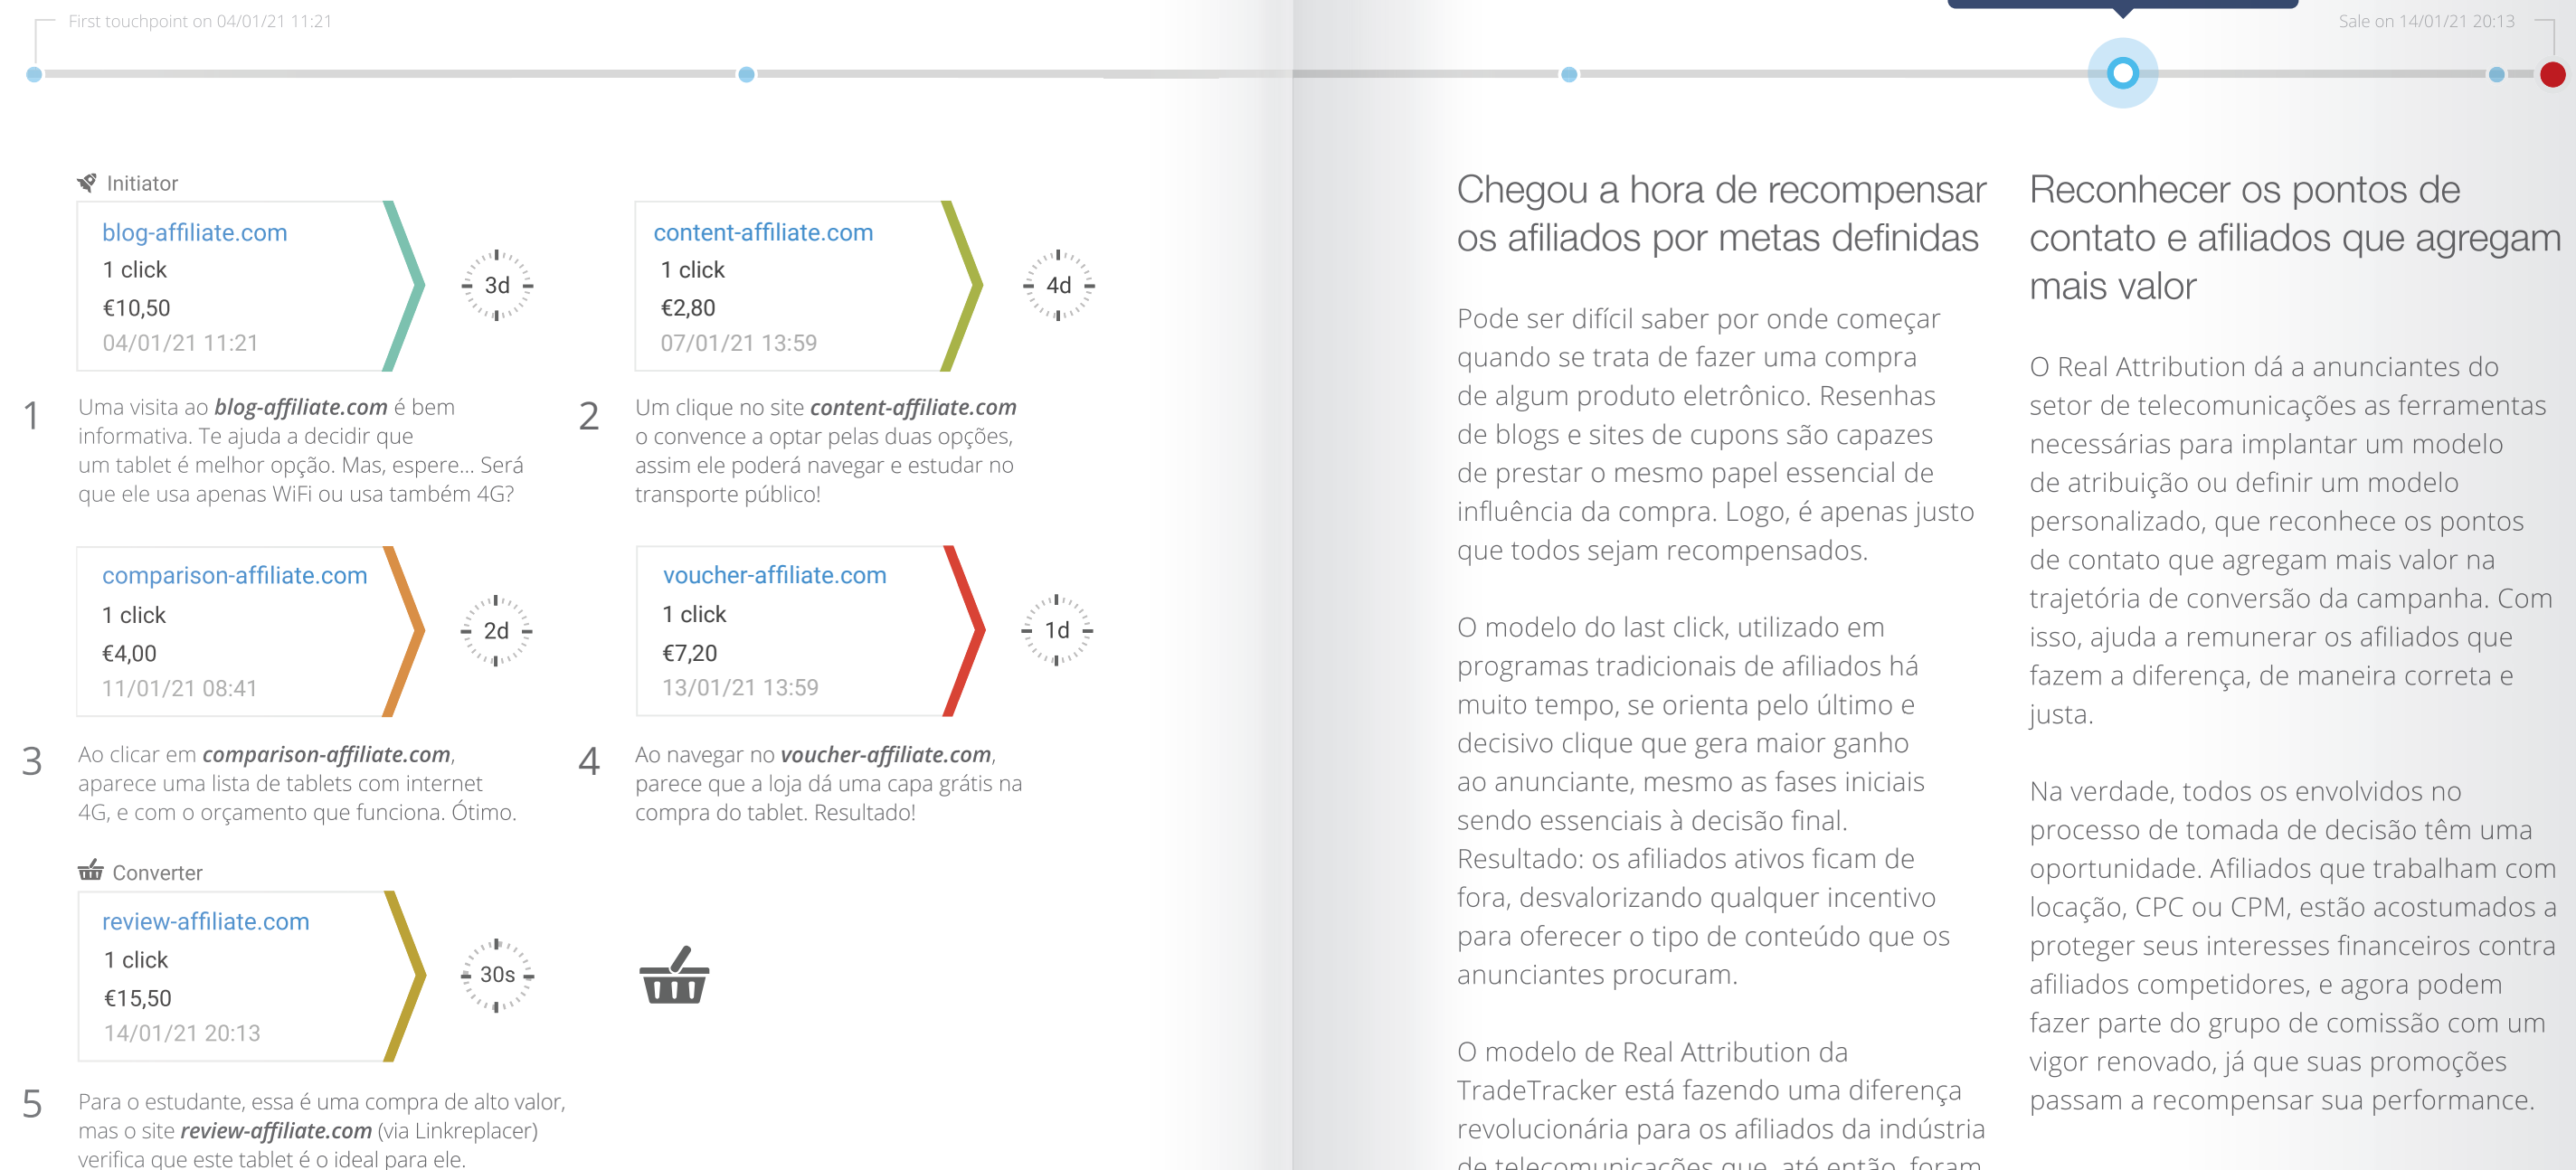 First touchpoint on 04/01/21 11:21
Sale on 14/01/21 20:13
Initiator
blog-affiliate.com
1 click
€10,50
04/01/21 11:21
3d
content-affiliate.com
1 click
€2,80
07/01/21 13:59
4d
1
Uma visita ao blog-affiliate.com é bem
informativa. Te ajuda a decidir que
um tablet é melhor opção. Mas, espere... Será
que ele usa apenas WiFi ou usa também 4G?
2
Um clique no site content-affiliate.com
o convence a optar pelas duas opções,
assim ele poderá navegar e estudar no
transporte público!
comparison-affiliate.com
1 click
€4,00
11/01/21 08:41
2d
voucher-affiliate.com
1 click
€7,20
13/01/21 13:59
1d
3
Ao clicar em comparison-affiliate.com,
aparece uma lista de tablets com internet
4G, e com o orçamento que funciona. Ótimo.
4
Ao navegar no voucher-affiliate.com,
parece que a loja dá uma capa grátis na
compra do tablet. Resultado!
Converter
review-affiliate.com
1 click
€15,50
14/01/21 20:13
30s
5
Para o estudante, essa é uma compra de alto valor,
mas o site review-affiliate.com (via Linkreplacer)
verifica que este tablet é o ideal para ele.
Chegou a hora de recompensar
os afiliados por metas definidas
Pode ser difícil saber por onde começar
quando se trata de fazer uma compra
de algum produto eletrônico. Resenhas
de blogs e sites de cupons são capazes
de prestar o mesmo papel essencial de
influência da compra. Logo, é apenas justo
que todos sejam recompensados.
O modelo do last click, utilizado em
programas tradicionais de afiliados há
muito tempo, se orienta pelo último e
decisivo clique que gera maior ganho
ao anunciante, mesmo as fases iniciais
sendo essenciais à decisão final.
Resultado: os afiliados ativos ficam de
fora, desvalorizando qualquer incentivo
para oferecer o tipo de conteúdo que os
anunciantes procuram.
O modelo de Real Attribution da
TradeTracker está fazendo uma diferença
revolucionária para os afiliados da indústria
de telecomunicações que, até então, foram
Reconhecer os pontos de
contato e afiliados que agregam
mais valor
O Real Attribution dá a anunciantes do
setor de telecomunicações as ferramentas
necessárias para implantar um modelo
de atribuição ou definir um modelo
personalizado, que reconhece os pontos
de contato que agregam mais valor na
trajetória de conversão da campanha. Com
isso, ajuda a remunerar os afiliados que
fazem a diferença, de maneira correta e
justa.
Na verdade, todos os envolvidos no
processo de tomada de decisão têm uma
oportunidade. Afiliados que trabalham com
locação, CPC ou CPM, estão acostumados a
proteger seus interesses financeiros contra
afiliados competidores, e agora podem
fazer parte do grupo de comissão com um
vigor renovado, já que suas promoções
passam a recompensar sua performance.